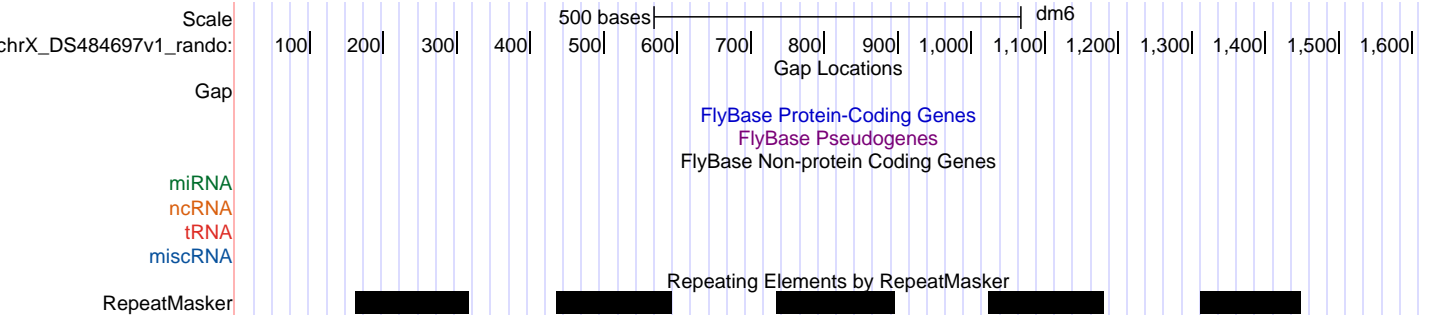 Scale 500 bases dm6
chrX_DS484697v1_rando: 100 200 300 400 500 600 700 800 900 1,000 1,100 1,200 1,300 1,400 1,500 1,600
Gap Locations
Gap
FlyBase Protein-Coding Genes
FlyBase Pseudogenes
FlyBase Non-protein Coding Genes
miRNA
ncRNA
tRNA
miscRNA
Repeating Elements by RepeatMasker
RepeatMasker